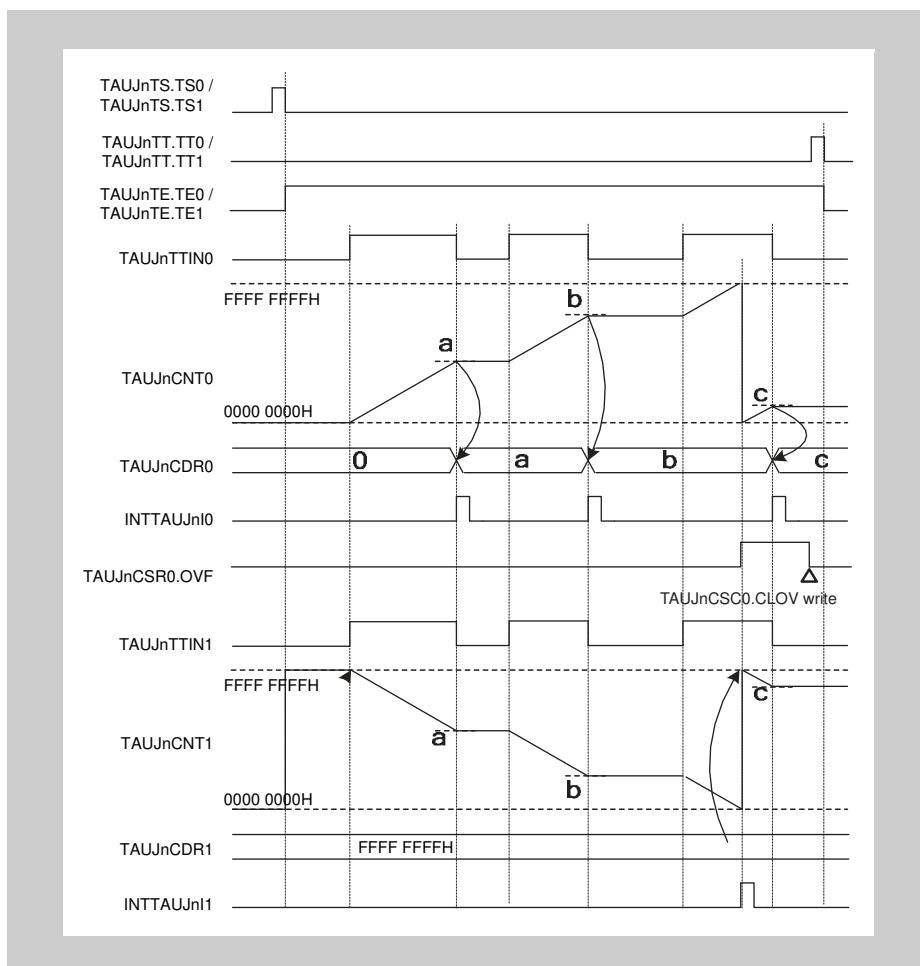 TAUJnTS.TS0 /
TAUJnTS.TS1
TAUJnTT.TT0 /
TAUJnTT.TT1
TAUJnTE.TE0 /
TAUJnTE.TE1
TAUJnTTIN0
FFFF FFFFH
b
a
TAUJnCNT0
c
0000 0000H
TAUJnCDR0
0 a b c
INTTAUJnI0
TAUJnCSR0.OVF
TAUJnCSC0.CLOV write
TAUJnTTIN1
FFFF FFFFH
c
a
TAUJnCNT1
b
0000 0000H
TAUJnCDR1
FFFF FFFFH
INTTAUJnI1